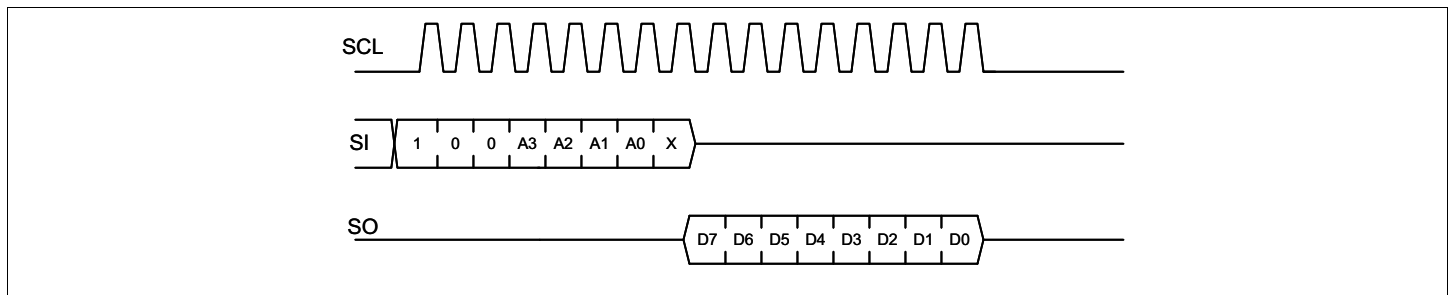 SCL
SI 1 0 0 A3 A2 A1 A0 X
SO D7 D6 D5 D4 D3 D2 D1 D0